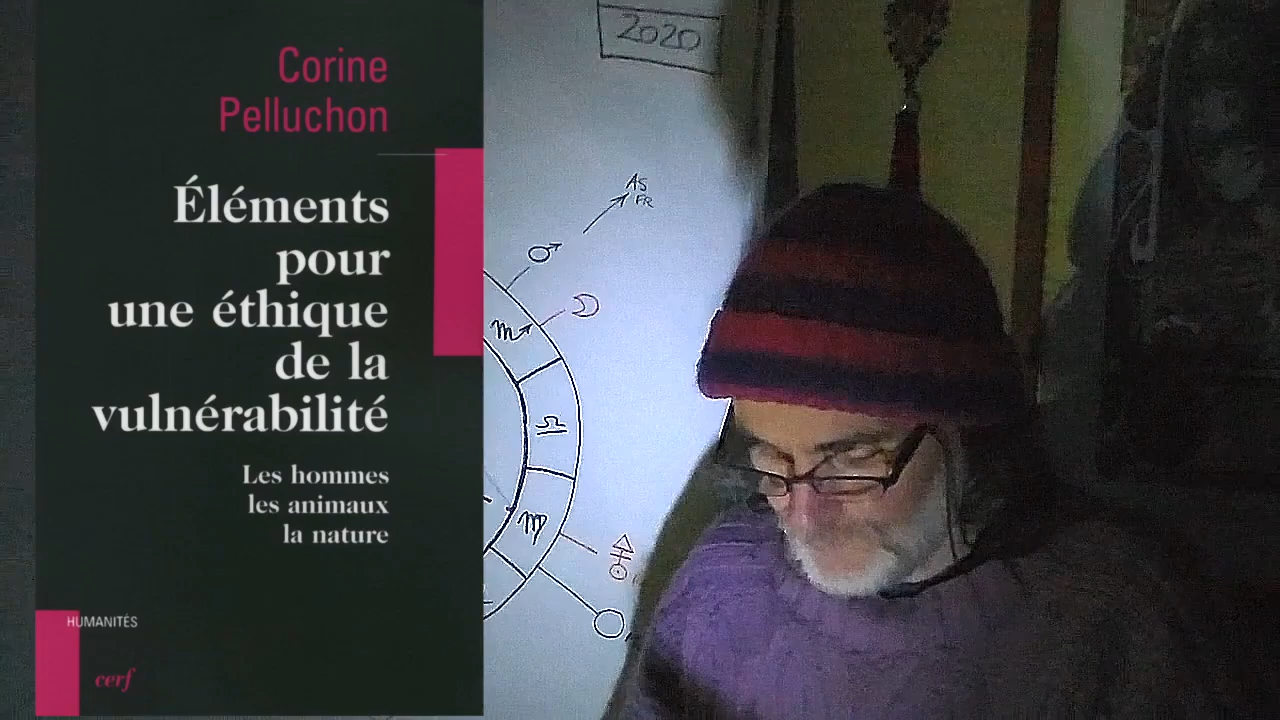 Corine
Pelluchon
Éléments
pour
une éthique
de la
vulnérabilité
Les hommes
les animaux
la nature
HUMANITÉS
cerf
2020
AS
FR